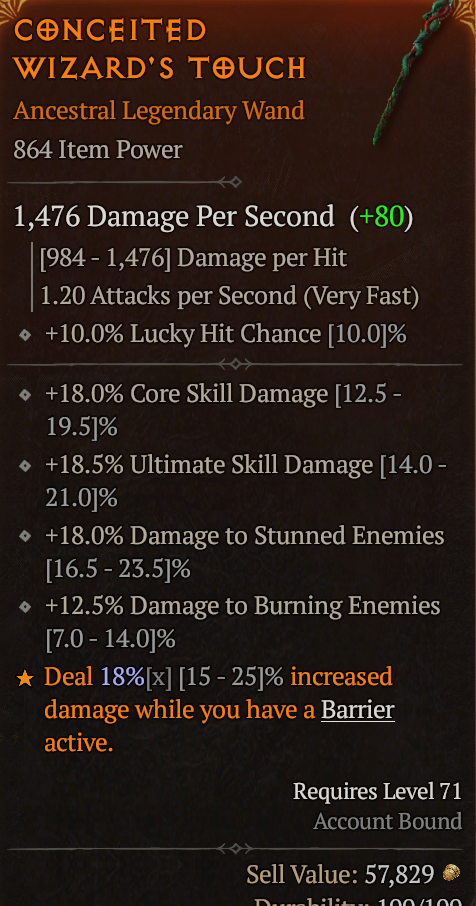 CONCEITED
WIZARD'S TOUCH
Ancestral Legendary Wand
864 Item Power
1,476 Damage Per Second (+80)
[984 - 1,476] Damage per Hit
1.20 Attacks per Second (Very Fast)
+10.0% Lucky Hit Chance [10.0]%
+18.0% Core Skill Damage [12.5 -
19.5]%
+18.5% Ultimate Skill Damage [14.0 -
21.0]%
+18.0% Damage to Stunned Enemies
[16.5 - 23.5]%
+12.5% Damage to Burning Enemies
[7.0 - 14.0]%
Deal 18%[x] [15 - 25]% increased
damage while you have a Barrier
active.
Requires Level 71
Account Bound
Sell Value: 57,829
Durability: 100/100